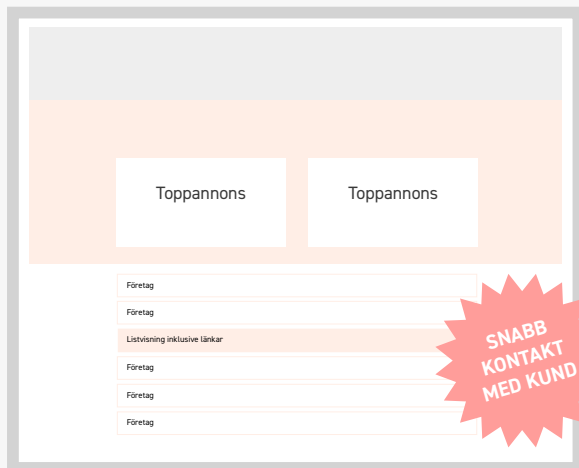 Toppannons Toppannons
Företag
Företag
Listvisning inklusive länkar
Företag
Företag
Företag
SNABB
KONTAKT
MED KUND